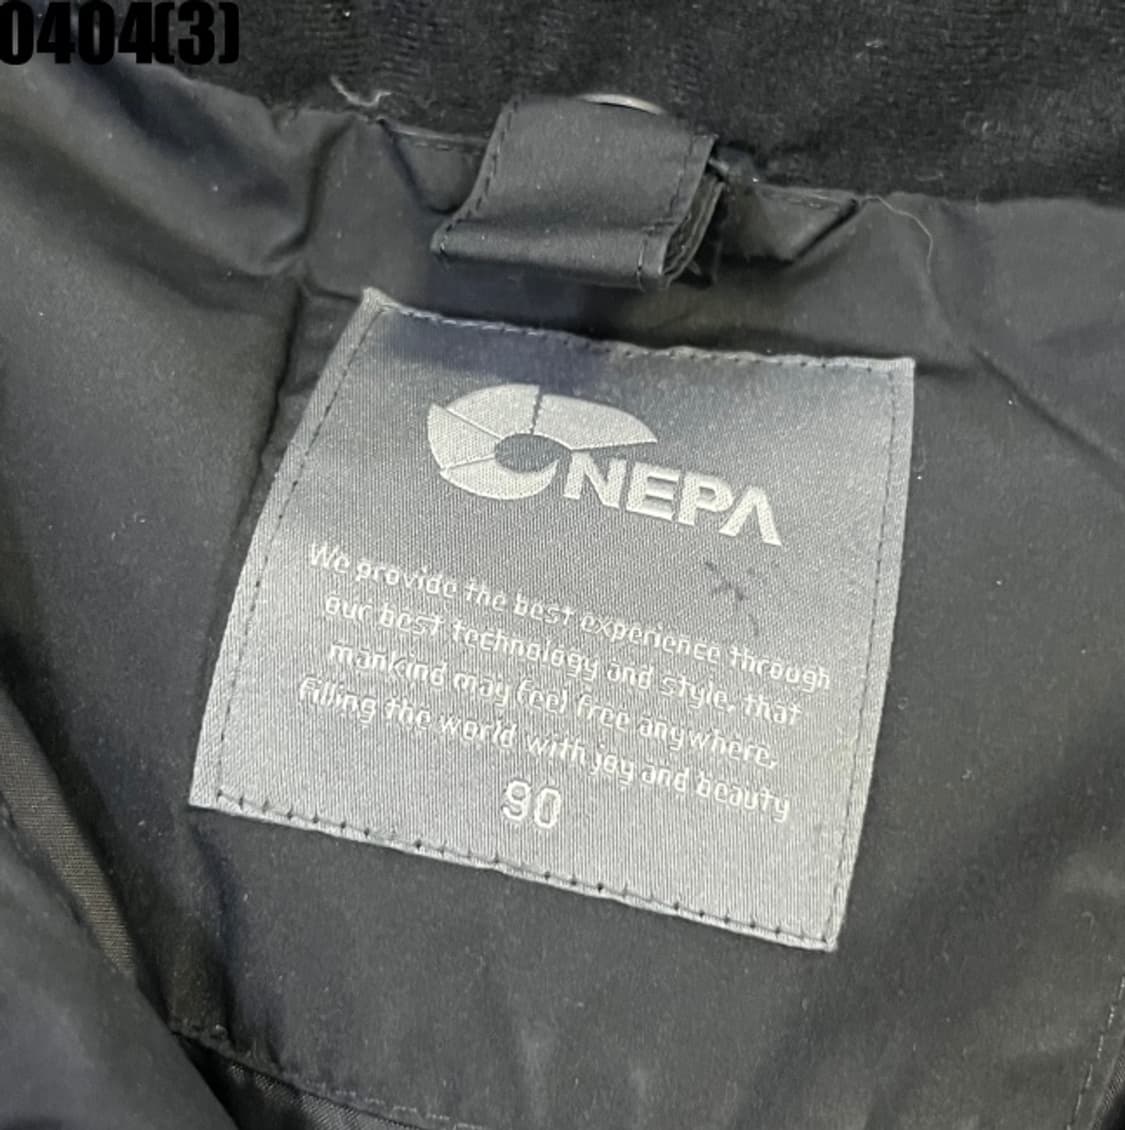 0404(3)
NEPA
We provide the best experience through
our best technology and style, that
mankind may feel free anywhere,
filling the world with joy and beauty
90